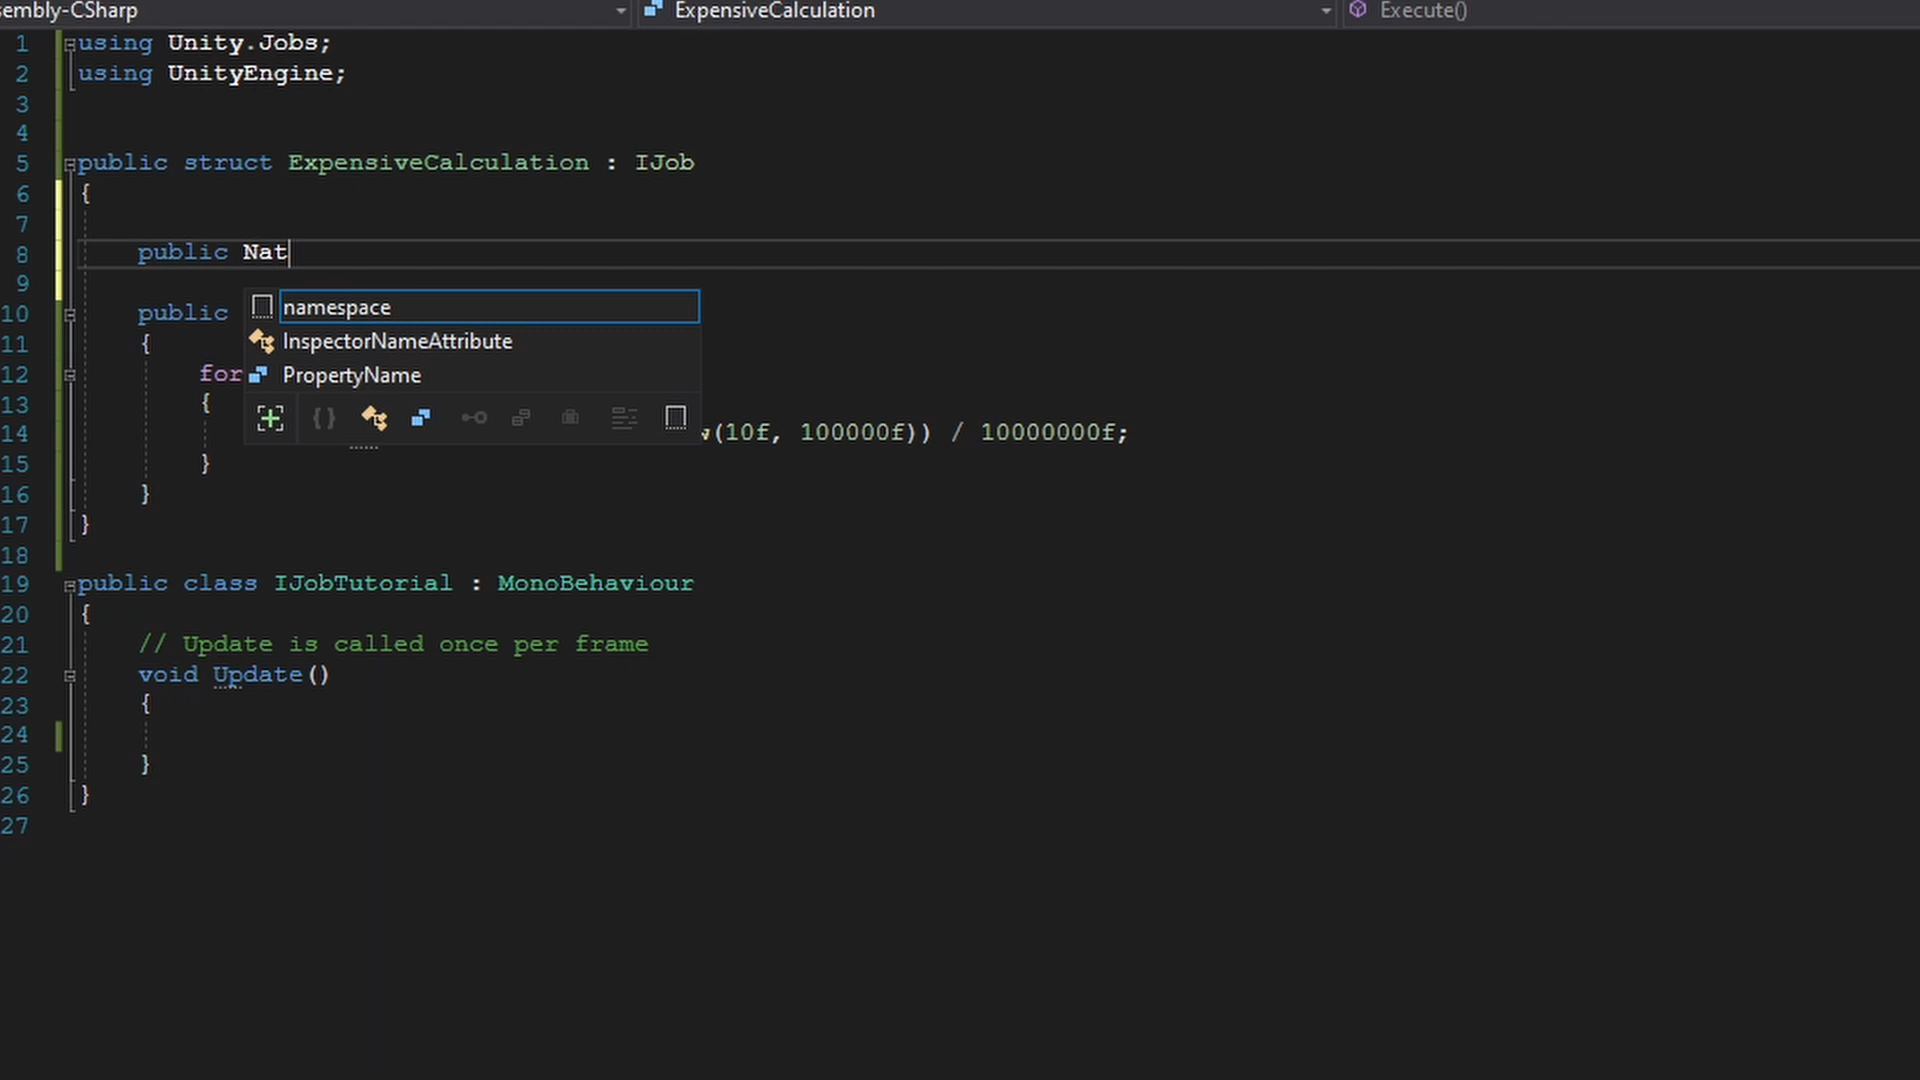 sembly-CSharp ExpensiveCalculation Execute()
1 using Unity.Jobs;
2 using UnityEngine;
3
4
5 public struct ExpensiveCalculation : IJob
6 {
7
8 public Nat
9
namespace
10 public
11 {
InspectorNameAttribute
12 for
PropertyName
13 {
14 (10f, 100000f)) / 10000000f;
15 }
16 }
17 }
18
19 public class IJobTutorial : MonoBehaviour
20 {
21 // Update is called once per frame
22 void Update()
23 {
24
25 }
26 }
27